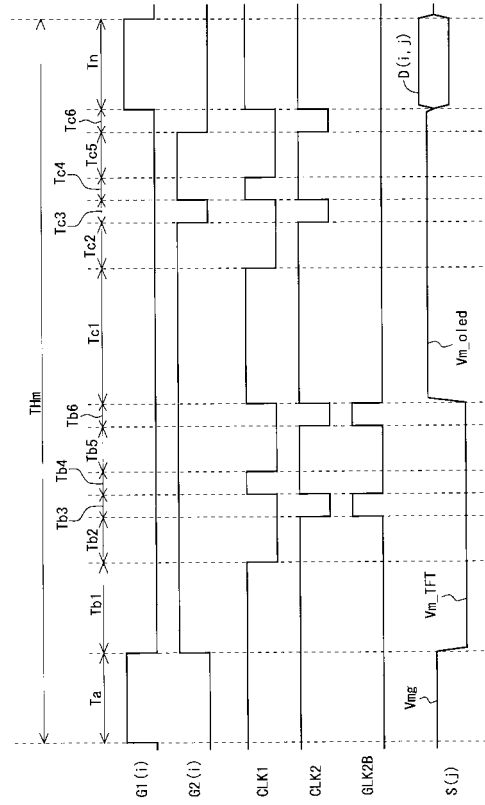 THm
Ta
Tb1
Tb2
Tb3
Tb4
Tb5
Tb6
Tc1
Tc2
Tc3
Tc4
Tc5
Tc6
Tn
G1(i)
G2(i)
CLK1
CLK2
GLK2B
S(j)
Vmg
Vm_TFT
Vm_oled
D(i,j)